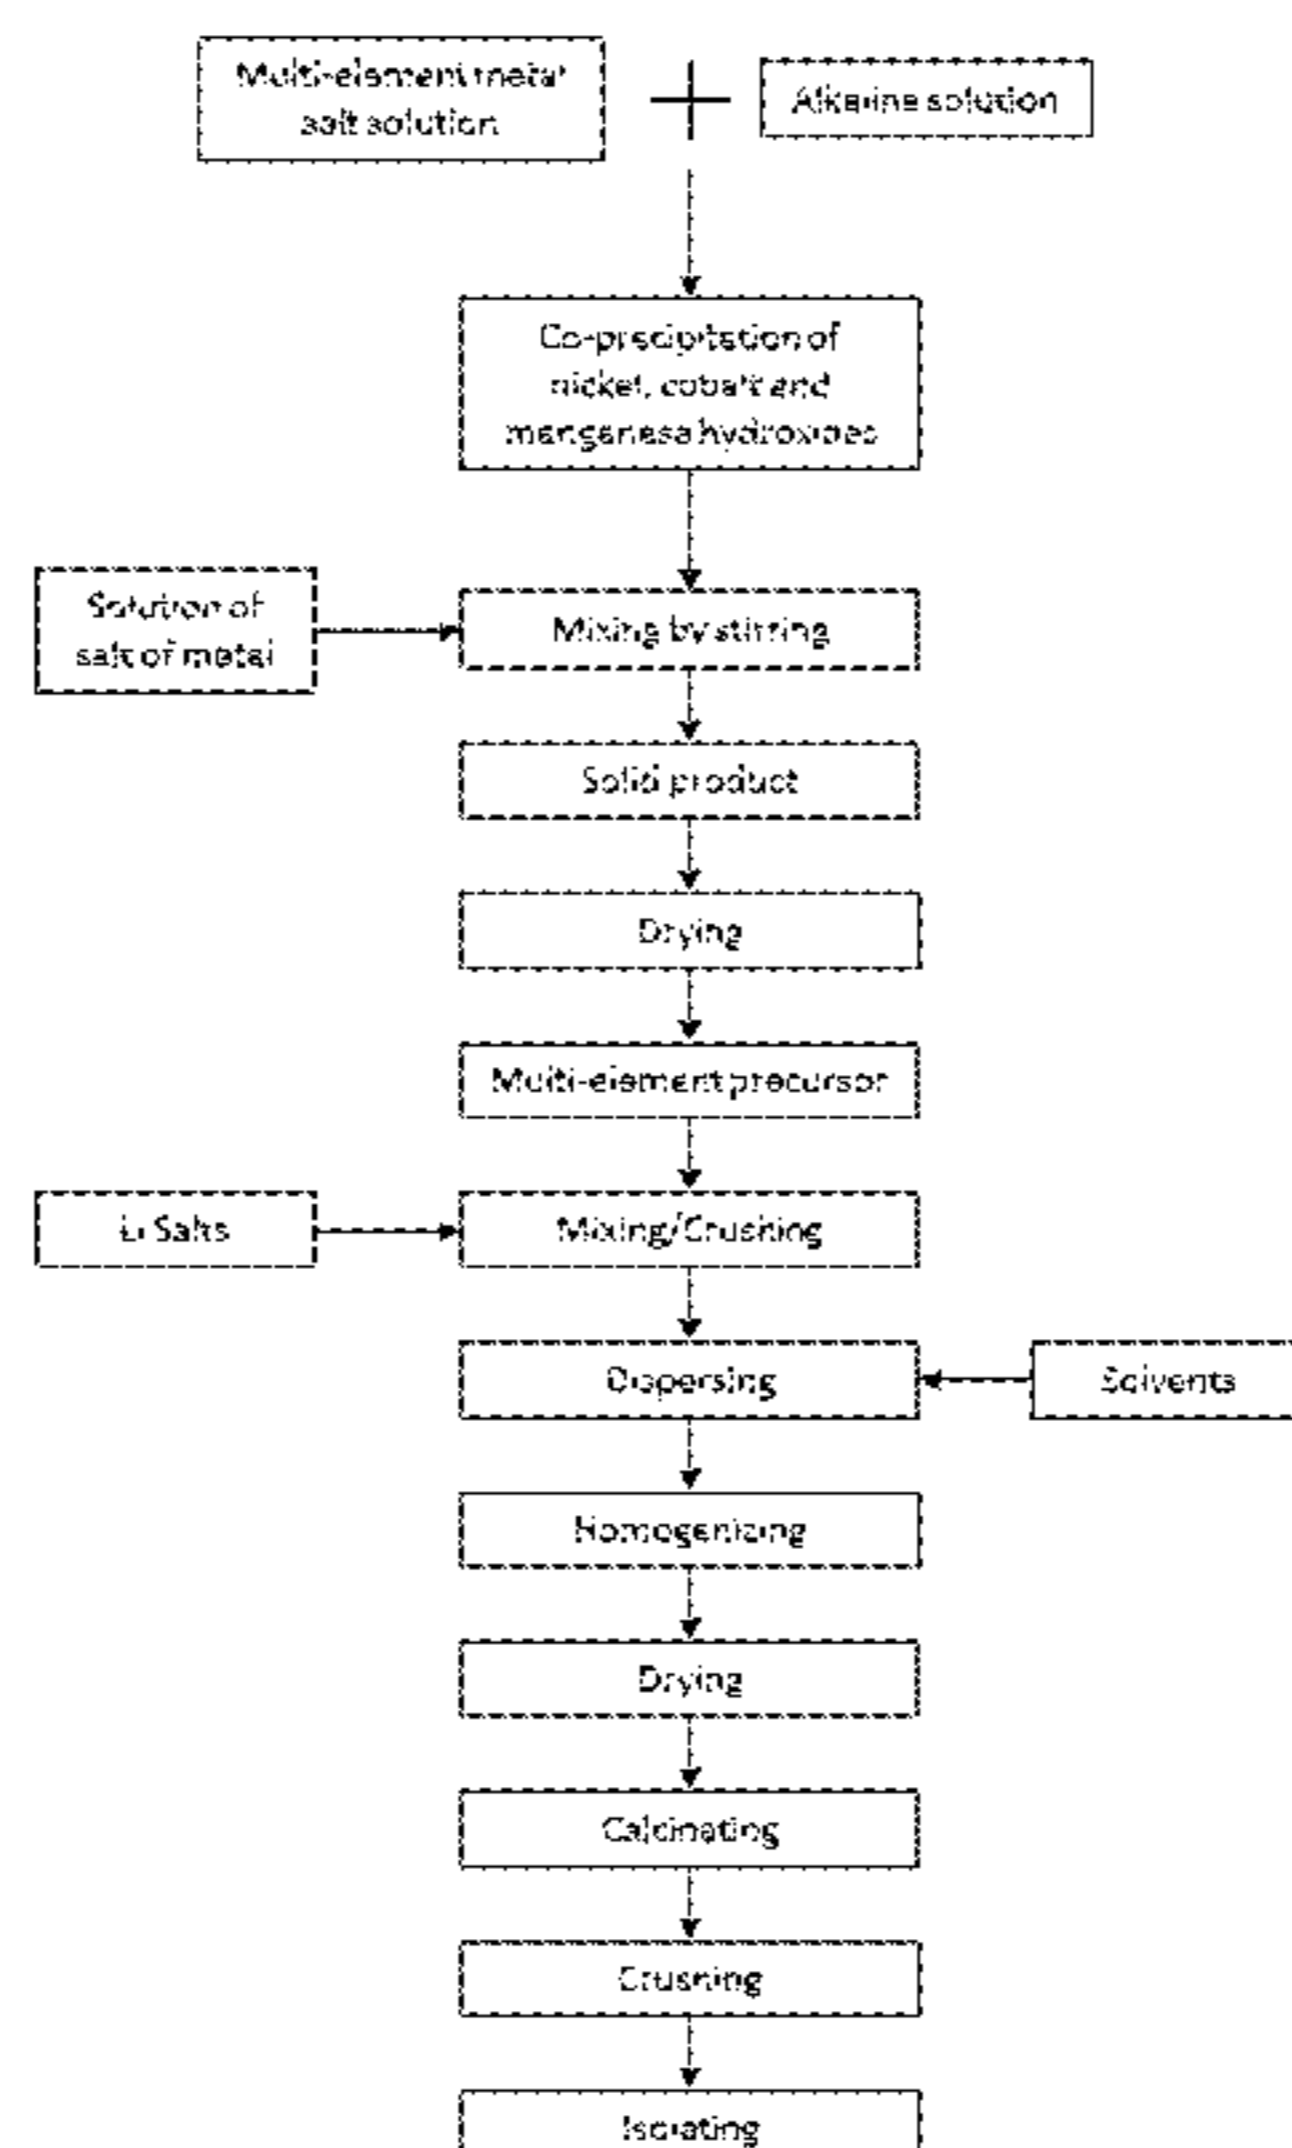 Multi-element metal
salt solution
Alkaline solution
Co-precipitation of
nickel, cobalt and
manganese hydroxides
Solution of
salt of metal
Mixing by stirring
Solid product
Drying
Multi-element precursor
Li Salts
Mixing/Crushing
Dispersing
Solvents
Homogenizing
Drying
Calcinating
Crushing
Isolating